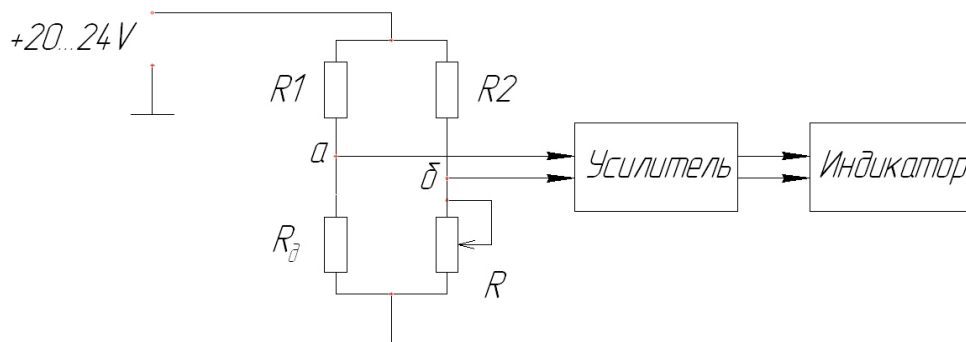 +20...24V
R1
R2
а
б
Усилитель
Индикатор
Rд
R